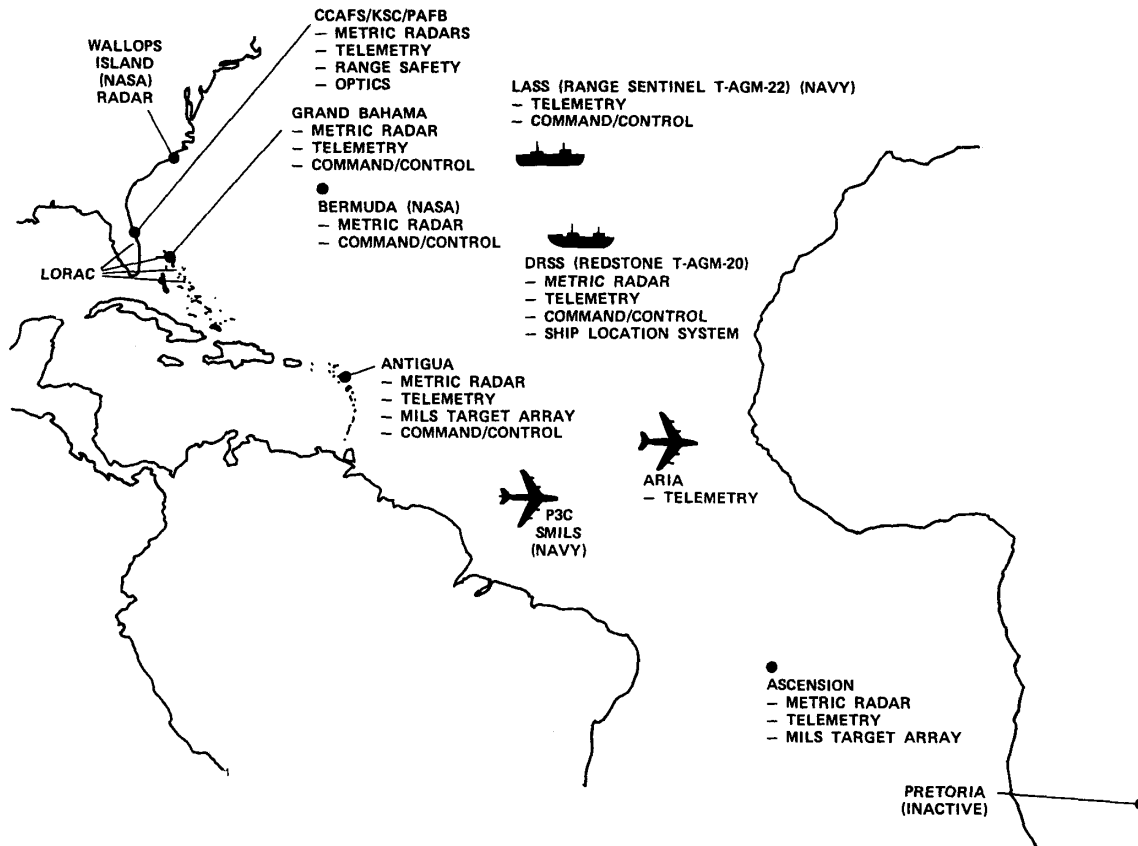 CCAFS/KSC/PAFB
– METRIC RADARS
– TELEMETRY
– RANGE SAFETY
– OPTICS
WALLOPS
ISLAND
(NASA)
RADAR
LASS (RANGE SENTINEL T-AGM-22) (NAVY)
– TELEMETRY
– COMMAND/CONTROL
GRAND BAHAMA
– METRIC RADAR
– TELEMETRY
– COMMAND/CONTROL
BERMUDA (NASA)
– METRIC RADAR
– COMMAND/CONTROL
LORAC
DRSS (REDSTONE T-AGM-20)
– METRIC RADAR
– TELEMETRY
– COMMAND/CONTROL
– SHIP LOCATION SYSTEM
ANTIGUA
– METRIC RADAR
– TELEMETRY
– MILS TARGET ARRAY
– COMMAND/CONTROL
ARIA
– TELEMETRY
P3C
SMILS
(NAVY)
ASCENSION
– METRIC RADAR
– TELEMETRY
– MILS TARGET ARRAY
PRETORIA
(INACTIVE)